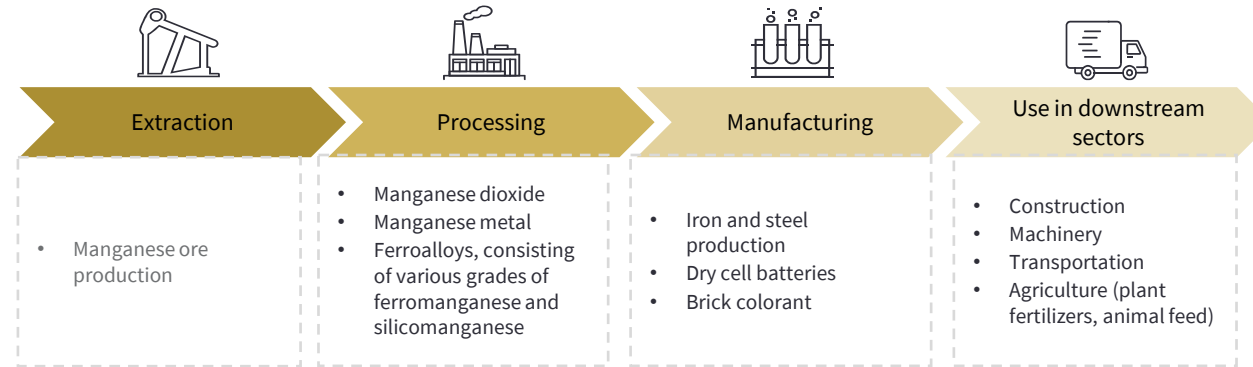 Extraction
Processing
Manufacturing
Use in downstream
sectors
• Manganese ore
production
• Manganese dioxide
• Manganese metal
• Ferroalloys, consisting
of various grades of
ferromanganese and
silicomanganese
• Iron and steel
production
• Dry cell batteries
• Brick colorant
• Construction
• Machinery
• Transportation
• Agriculture (plant
fertilizers, animal feed)